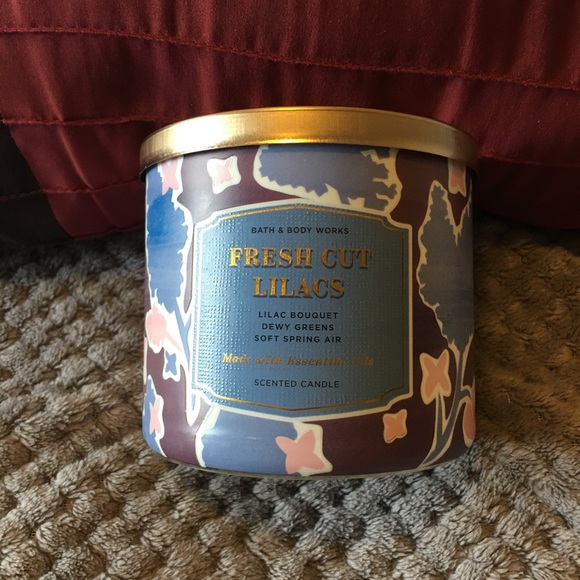 BATH & BODY WORKS
FRESH CUT
LILACS
LILAC BOUQUET
DEWY GREENS
SOFT SPRING AIR
Made with Essential Oils
SCENTED CANDLE